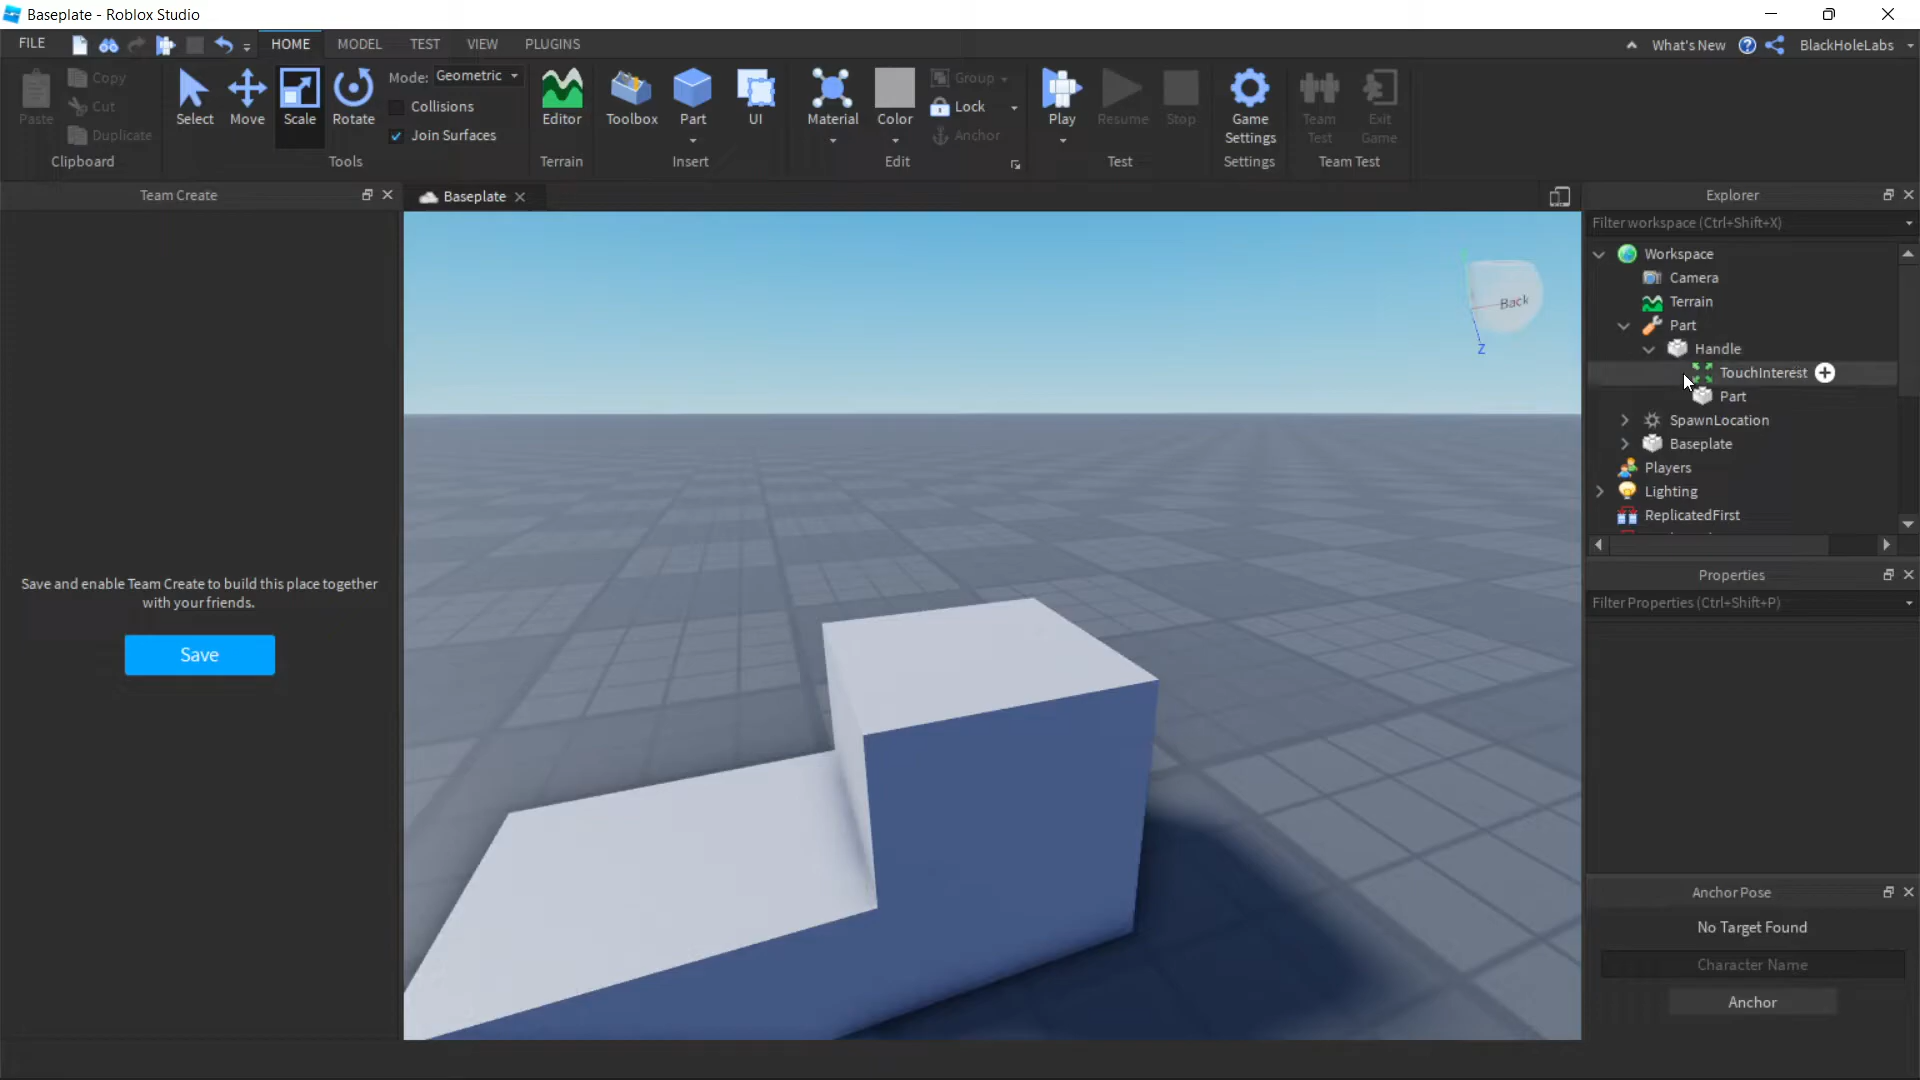 Baseplate - Roblox Studio
FILE
HOME
MODEL
TEST
VIEW
PLUGINS
What's New
BlackHoleLabs
Paste
Copy
Cut
Duplicate
Clipboard
Select
Move
Scale
Rotate
Mode: Geometric
Collisions
Join Surfaces
Tools
Editor
Terrain
Toolbox
Part
UI
Insert
Material
Color
Group
Lock
Anchor
Edit
Play
Resume
Stop
Test
Game
Settings
Settings
Team
Test
Exit
Game
Team Test
Team Create
Save and enable Team Create to build this place together
with your friends.
Save
Baseplate
Back
Z
Explorer
Filter workspace (Ctrl+Shift+X)
Workspace
Camera
Terrain
Part
Handle
TouchInterest
Part
SpawnLocation
Baseplate
Players
Lighting
ReplicatedFirst
Properties
Filter Properties (Ctrl+Shift+P)
Anchor Pose
No Target Found
Character Name
Anchor